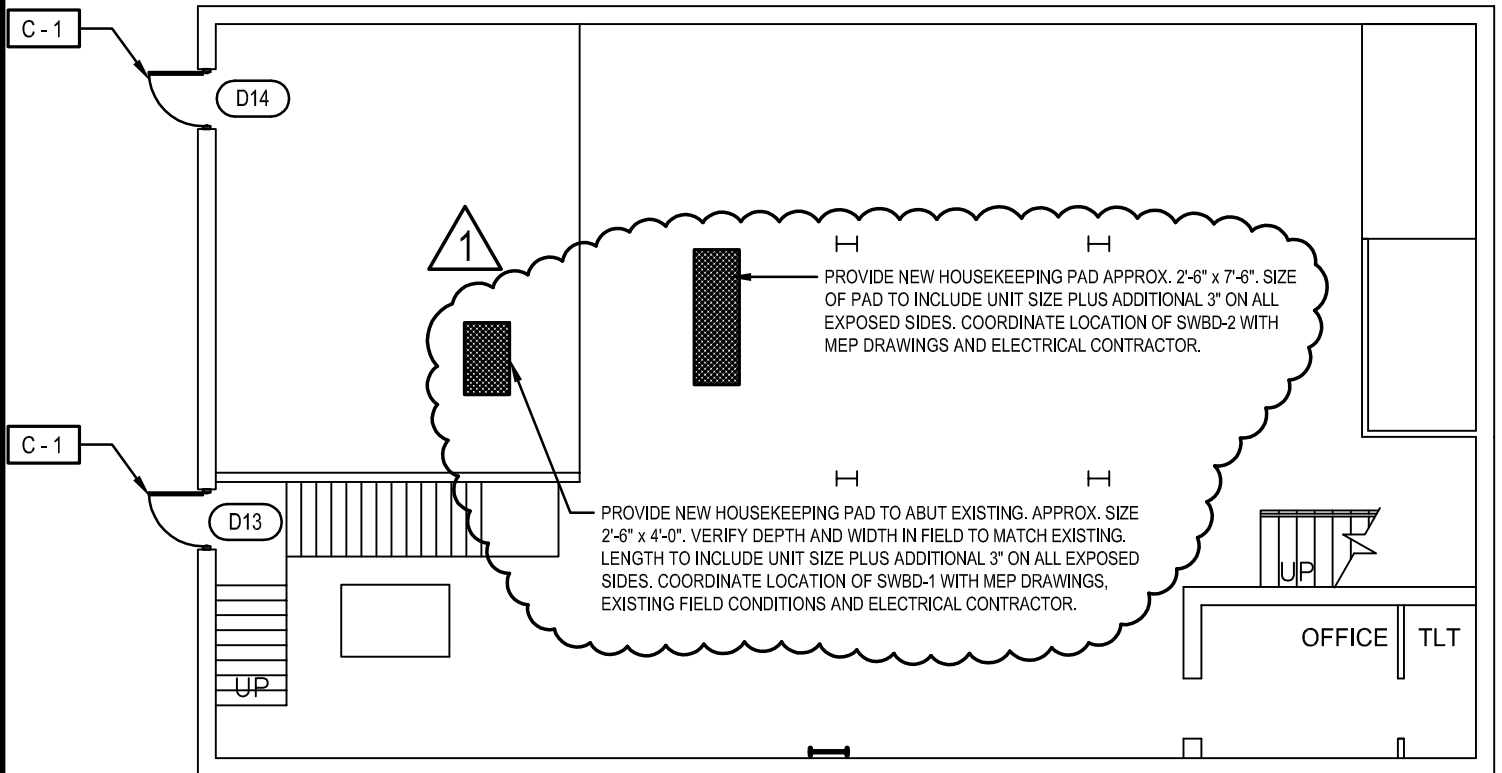 C - 1
D14
1
PROVIDE NEW HOUSEKEEPING PAD APPROX. 2'-6" x 7'-6". SIZE
OF PAD TO INCLUDE UNIT SIZE PLUS ADDITIONAL 3" ON ALL
EXPOSED SIDES. COORDINATE LOCATION OF SWBD-2 WITH
MEP DRAWINGS AND ELECTRICAL CONTRACTOR.
C - 1
D13
PROVIDE NEW HOUSEKEEPING PAD TO ABUT EXISTING. APPROX. SIZE
2'-6" x 4'-0". VERIFY DEPTH AND WIDTH IN FIELD TO MATCH EXISTING.
LENGTH TO INCLUDE UNIT SIZE PLUS ADDITIONAL 3" ON ALL EXPOSED
SIDES. COORDINATE LOCATION OF SWBD-1 WITH MEP DRAWINGS,
EXISTING FIELD CONDITIONS AND ELECTRICAL CONTRACTOR.
UP
OFFICE
TLT
UP